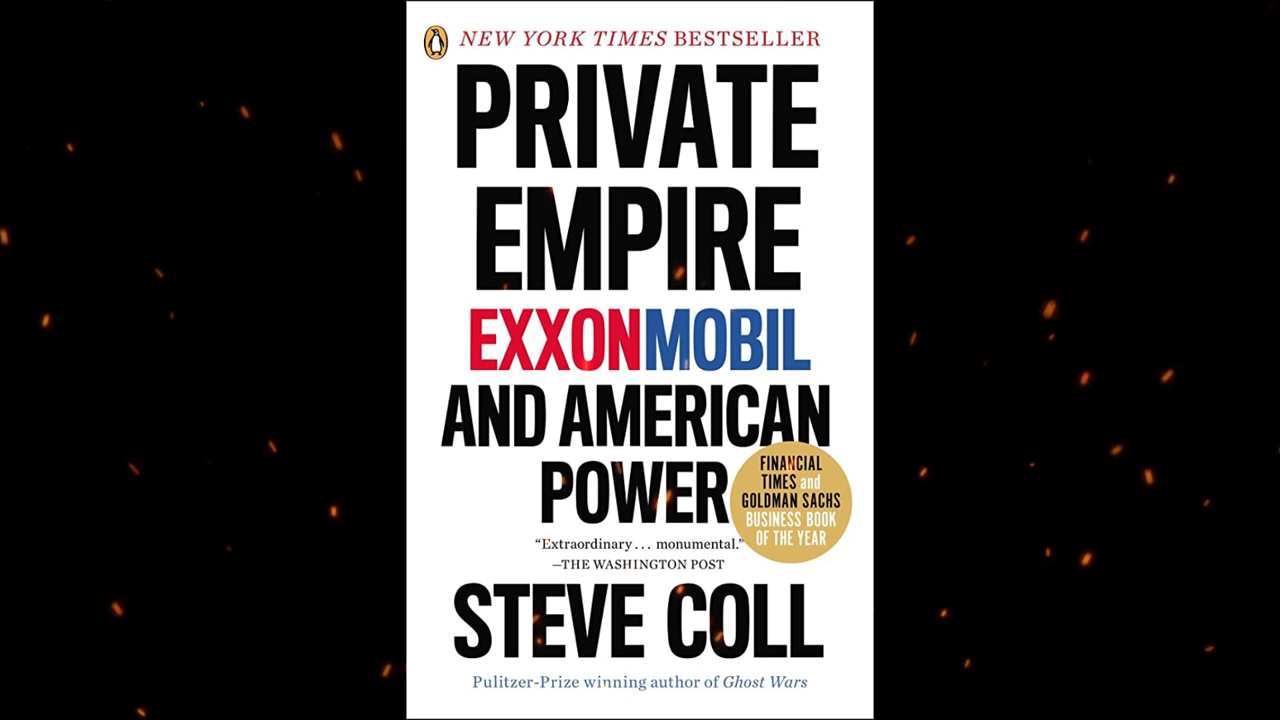 NEW YORK TIMES BESTSELLER
PRIVATE
EMPIRE
EXXONMOBIL
AND AMERICAN
POWER
FINANCIAL
TIMES and
GOLDMAN SACHS
BUSINESS BOOK
OF THE YEAR
“Extraordinary... monumental.”
—THE WASHINGTON POST
STEVE COLL
Pulitzer-Prize winning author of Ghost Wars